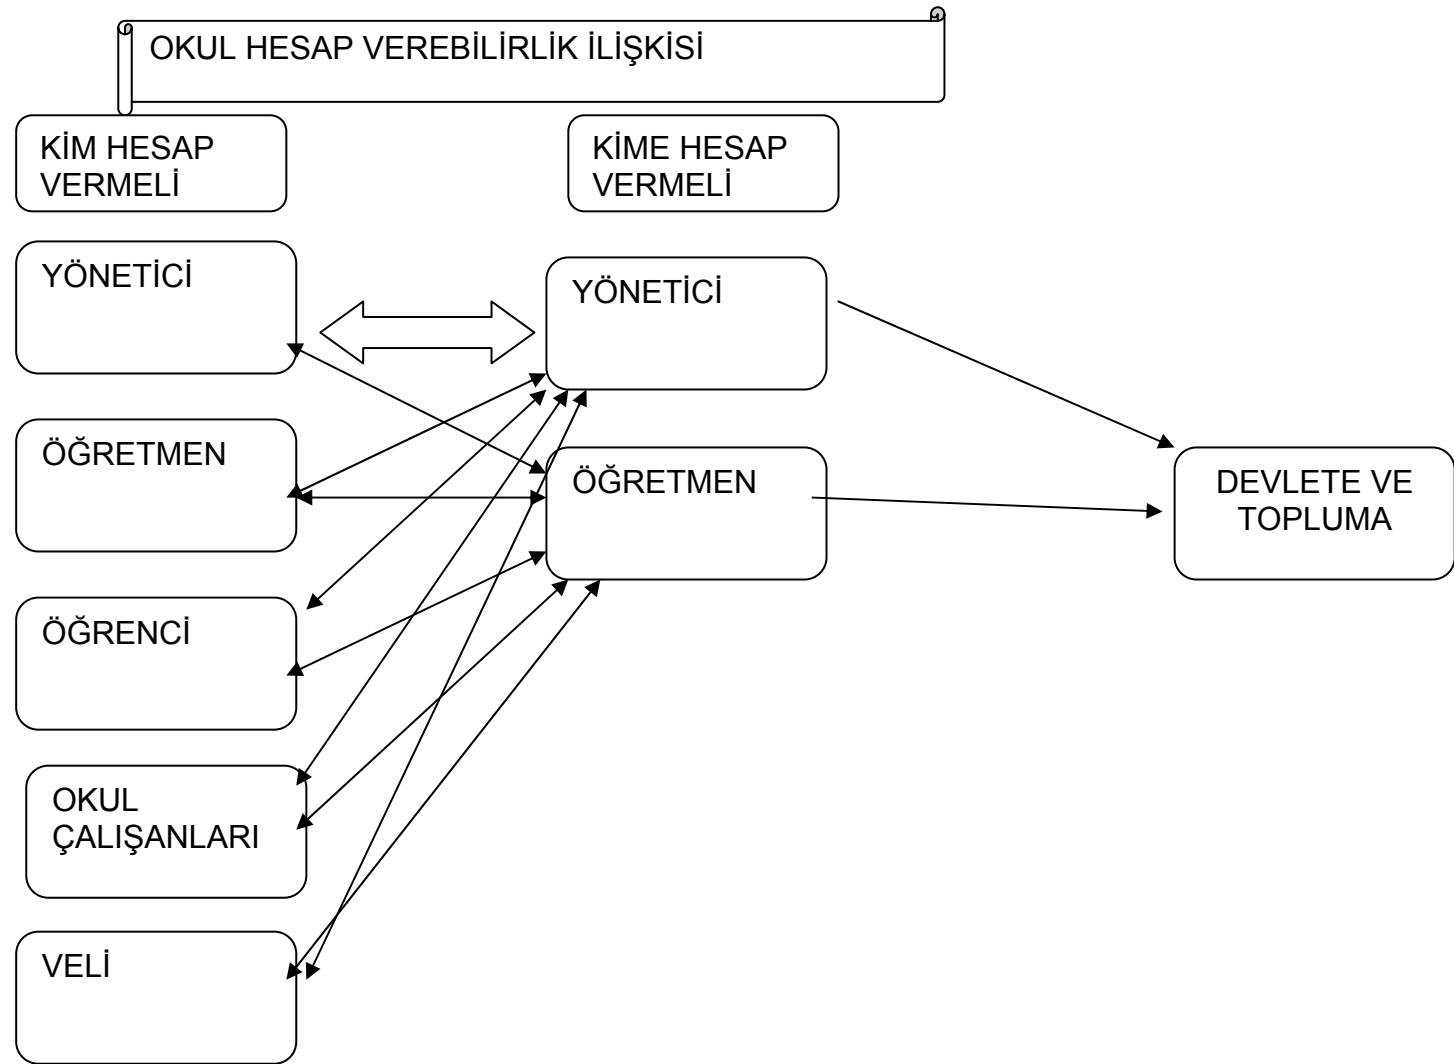 OKUL HESAP VEREBİLİRLİK İLİŞKİSİ
KİM HESAP
VERMELİ
KİME HESAP
VERMELİ
YÖNETİCİ
YÖNETİCİ
ÖĞRETMEN
ÖĞRETMEN
DEVLETE VE
TOPLUMA
ÖĞRENCİ
OKUL
ÇALIŞANLARI
VELİ